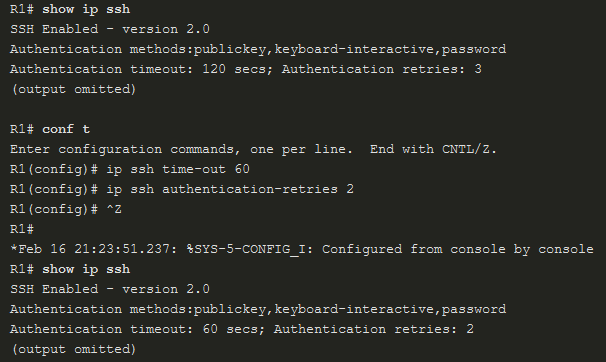 R1# show ip ssh
SSH Enabled - version 2.0
Authentication methods:publickey,keyboard-interactive,password
Authentication timeout: 120 secs; Authentication retries: 3
(output omitted)
R1# conf t
Enter configuration commands, one per line.  End with CNTL/Z.
R1(config)# ip ssh time-out 60
R1(config)# ip ssh authentication-retries 2
R1(config)# ^Z
R1#
*Feb 16 21:23:51.237: %SYS-5-CONFIG_I: Configured from console by console
R1# show ip ssh
SSH Enabled - version 2.0
Authentication methods:publickey,keyboard-interactive,password
Authentication timeout: 60 secs; Authentication retries: 2
(output omitted)